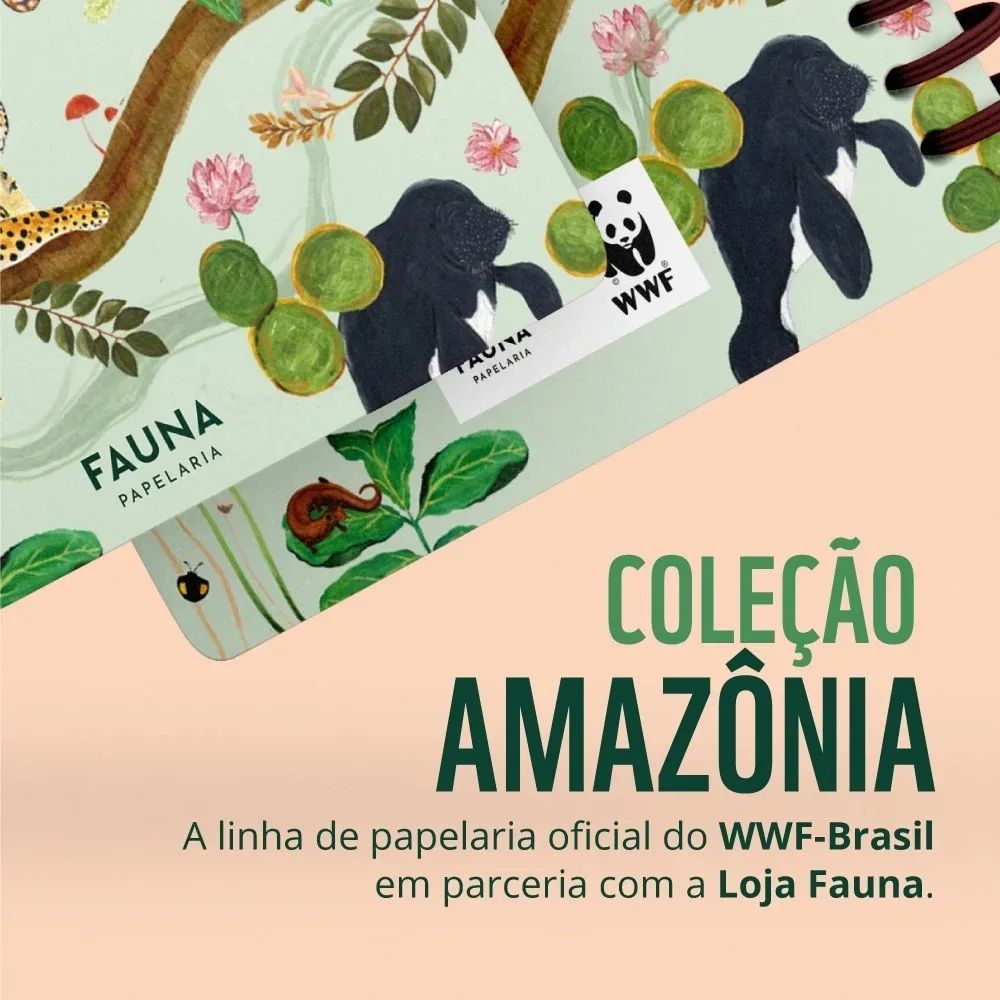 ©
®
WWF
FAUNA
PAPELARIA
FAUNA
PAPELARIA
COLEÇÃO
AMAZÔNIA
A linha de papelaria oficial do WWF-Brasil
em parceria com a Loja Fauna.